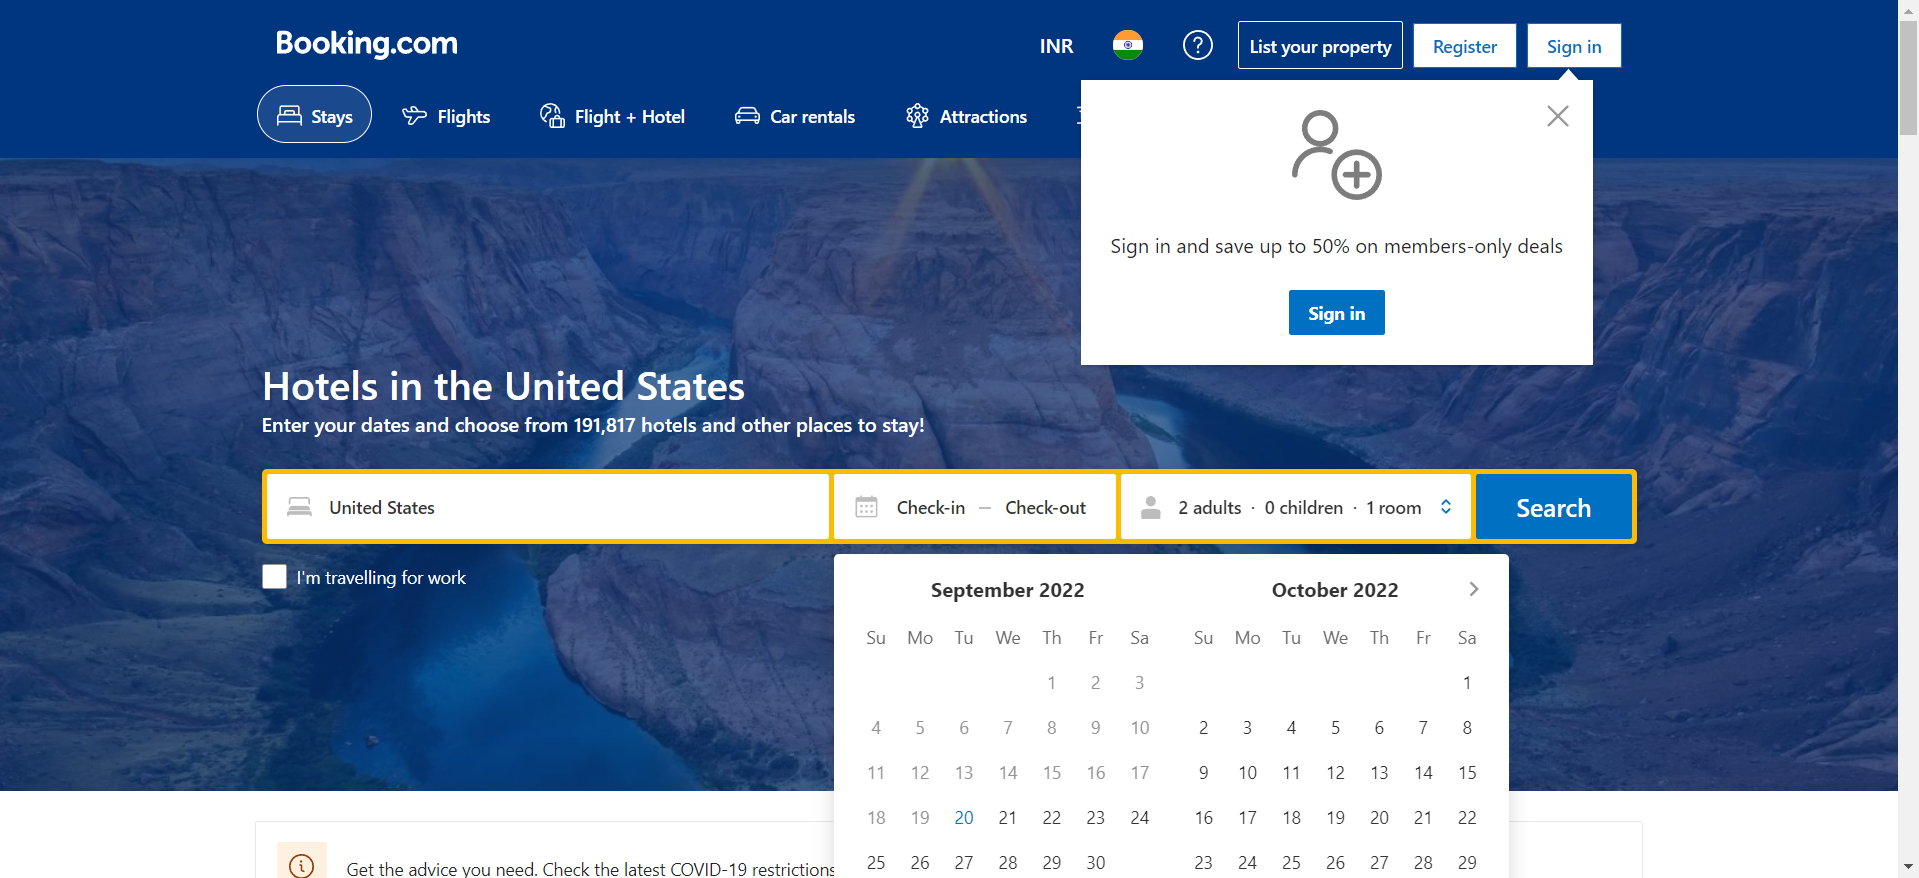 Booking.com
INR
List your property
Register
Sign in
Stays
Flights
Flight + Hotel
Car rentals
Attractions
Sign in and save up to 50% on members-only deals
Sign in
Hotels in the United States
Enter your dates and choose from 191,817 hotels and other places to stay!
United States
Check-in — Check-out
2 adults · 0 children · 1 room
Search
I'm travelling for work
September 2022
Su Mo Tu We Th Fr Sa
1 2 3
4 5 6 7 8 9 10
11 12 13 14 15 16 17
18 19 20 21 22 23 24
25 26 27 28 29 30
October 2022
Su Mo Tu We Th Fr Sa
1
2 3 4 5 6 7 8
9 10 11 12 13 14 15
16 17 18 19 20 21 22
23 24 25 26 27 28 29
Get the advice you need. Check the latest COVID-19 restrictions